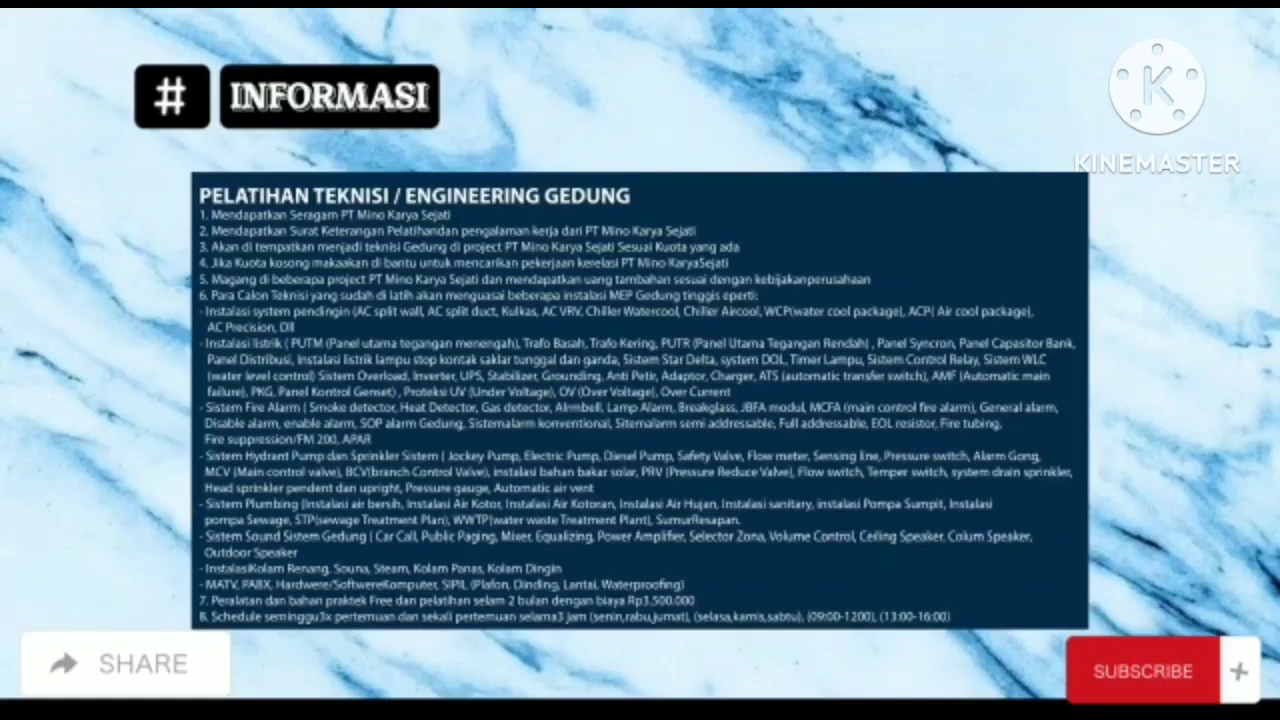 # INFORMASI
KINEMASTER
PELATIHAN TEKNISI / ENGINEERING GEDUNG
1. Mendapatkan Seragam PT Mino Karya Sejati
2. Mendapatkan Surat Keterangan Pelatihandan pengalaman kerja dari PT Mino Karya Sejati
3. Akan di tempatkan menjadi teknisi Gedung di project PT Mino Karya Sejati Sesuai Kuota yang ada
4. Jika Kuota kosong makaakan di bantu untuk mencarikan pekerjaan kerelasi PT Mino KaryaSejati
5. Magang di beberapa project PT Mino Karya Sejati dan mendapatkan uang tambahan sesuai dengan kebijakanperusahaan
6. Para Calon Teknisi yang sudah di latih akan menguasai beberapa instalasi MEP Gedung tinggis eperti:
- Instalasi system pendingin (AC split wall, AC split duct, Kulkas, AC VRV, Chiller Watercool, Chiller Aircool, WCP(water cool package), ACP( Air cool package),
AC Precision, Dll
- Instalasi listrik ( PUTM (Panel utama tegangan menengah), Trafo Basah, Trafo Kering, PUTR (Panel Utama Tegangan Rendah) , Panel Syncron, Panel Capasitor Bank,
Panel Distribusi, Instalasi listrik lampu stop kontak saklar tunggal dan ganda, Sistem Star Delta, system DOL, Timer Lampu, Sistem Control Relay, Sistem WLC
(water level control) Sistem Overload, Inverter, UPS, Stabilizer, Grounding, Anti Petir, Adaptor, Charger, ATS (automatic transfer switch), AMF (Automatic main
failure), PKG, Panel Kontrol Genset) , Proteksi UV (Under Voltage), OV (Over Voltage), Over Current
- Sistem Fire Alarm ( Smoke detector, Heat Detector, Gas detector, Alrmbell, Lamp Alarm, Breakglass, JBFA modul, MCFA (main control fire alarm), General alarm,
Disable alarm, enable alarm, SOP alarm Gedung, Sistemalarm konventional, Sitemalarm semi addressable, Full addressable, EOL resistor, Fire tubing,
Fire suppression/FM 200, APAR
- Sistem Hydrant Pump dan Sprinkler Sistem ( Jockey Pump, Electric Pump, Diesel Pump, Safety Valve, Flow meter, Sensing line, Pressure switch, Alarm Gong,
MCV (Main control valve), BCV(branch Control Valve), instalasi bahan bakar solar, PRV (Pressure Reduce Valve), Flow switch, Temper switch, system drain sprinkler,
Head sprinkler pendent dan upright, Pressure gauge, Automatic air vent
- Sistem Plumbing (Instalasi air bersih, Instalasi Air Kotor, Instalasi Air Kotoran, Instalasi Air Hujan, Instalasi sanitary, instalasi Pompa Sumpit, Instalasi
pompa Sewage, STP(sewage Treatment Plan), WWTP(water waste Treatment Plant), SumurResapan.
- Sistem Sound Sistem Gedung ( Car Call, Public Paging, Mixer, Equalizing, Power Amplifier, Selector Zona, Volume Control, Ceiling Speaker, Colum Speaker,
Outdoor Speaker
- InstalasiKolam Renang, Souna, Steam, Kolam Panas, Kolam Dingin
- MATV, PABX, Hardwere/SoftwereKomputer, SIPIL (Plafon, Dinding, Lantai, Waterproofing)
7. Peralatan dan bahan praktek Free dan pelatihan selam 2 bulan dengan biaya Rp3.500.000
8. Schedule seminggu3x pertemuan dan sekali pertemuan selama3 jam (senin,rabu,jumat), (selasa,kamis,sabtu), (09:00-1200), (13:00-16:00)
SHARE
SUBSCRIBE +